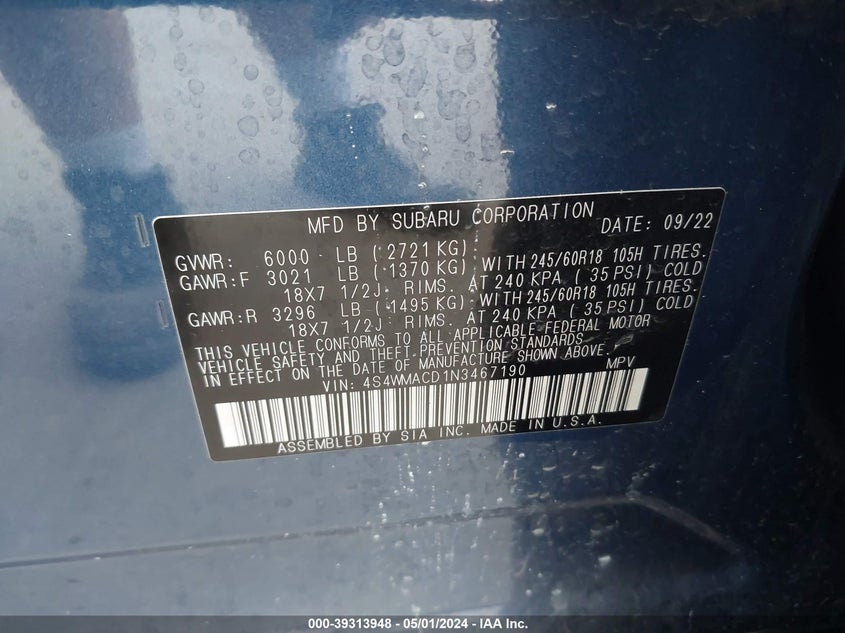 MFD BY SUBARU CORPORATION DATE: 09/22
GVWR: 6000 LB ( 2721 KG)
GAWR:F 3021 LB ( 1370 KG) WITH 245/60R18 105H TIRES.
18X7 1/2J RIMS. AT 240 KPA ( 35 PSI) COLD
GAWR:R 3296 LB ( 1495 KG) WITH 245/60R18 105H TIRES.
18X7 1/2J RIMS. AT 240 KPA ( 35 PSI) COLD
THIS VEHICLE CONFORMS TO ALL APPLICABLE FEDERAL MOTOR
VEHICLE SAFETY AND THEFT PREVENTION STANDARDS
IN EFFECT ON THE DATE OF MANUFACTURE SHOWN ABOVE.
VIN: 4S4WMACD1N3467190 MPV
ASSEMBLED BY SIA INC. MADE IN U.S.A.
000-39313948 - 05/01/2024 - IAA Inc.